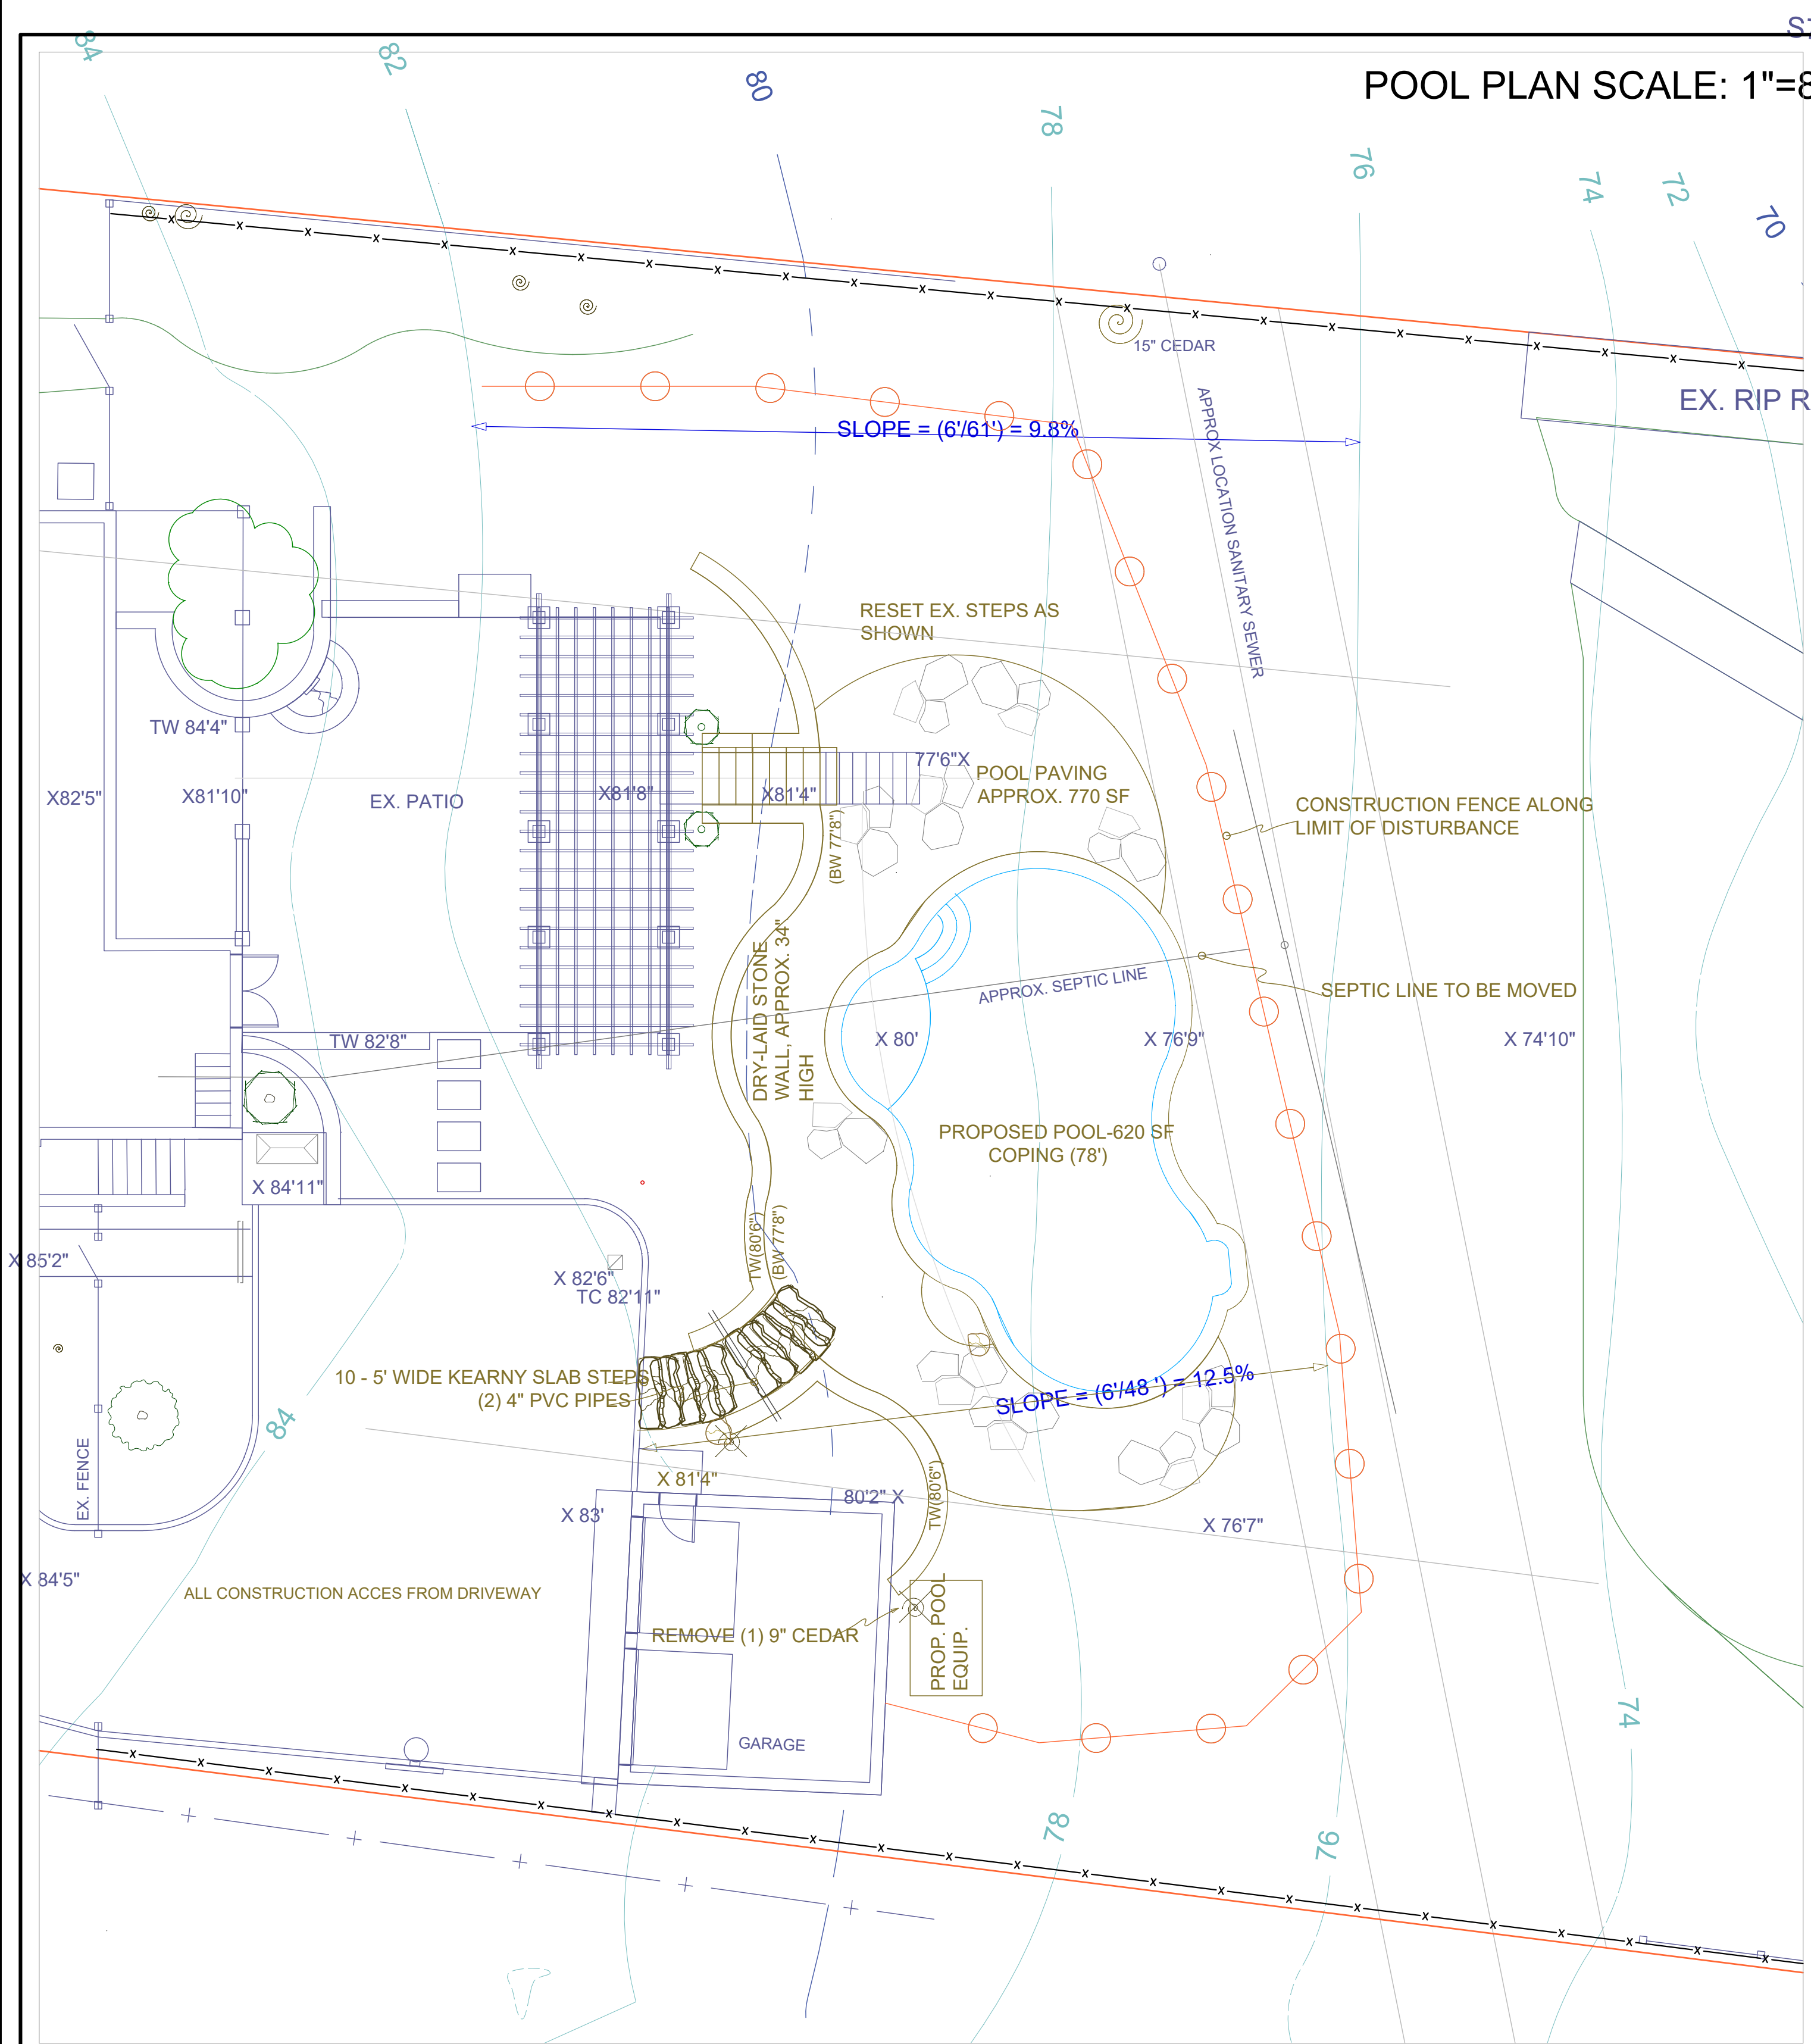 84
82
80
78
76
74
72
70
POOL PLAN SCALE: 1"=8
15" CEDAR
EX. RIP R
SLOPE = (6'/61') = 9.8%
APPROX LOCATION SANITARY SEWER
RESET EX. STEPS AS
SHOWN
TW 84'4"
77'6"X
POOL PAVING
APPROX. 770 SF
X82'5"
X81'10"
EX. PATIO
X81'8"
X81'4"
CONSTRUCTION FENCE ALONG
LIMIT OF DISTURBANCE
(BW 77'8")
DRY-LAID STONE
WALL, APPROX. 34"
HIGH
APPROX. SEPTIC LINE
SEPTIC LINE TO BE MOVED
TW 82'8"
X 80'
X 76'9"
X 74'10"
PROPOSED POOL-620 SF
COPING (78')
X 84'11"
TW(80'6")
(BW 77'8")
X 85'2"
X 82'6"
TC 82'11"
10 - 5' WIDE KEARNY SLAB STEPS
(2) 4" PVC PIPES
SLOPE = (6'/48 ') = 12.5%
84
EX. FENCE
X 81'4"
80'2" X
TW(80'6")
X 83'
X 76'7"
X 84'5"
ALL CONSTRUCTION ACCES FROM DRIVEWAY
REMOVE (1) 9" CEDAR
PROP. POOL
EQUIP.
GARAGE
74
78
76